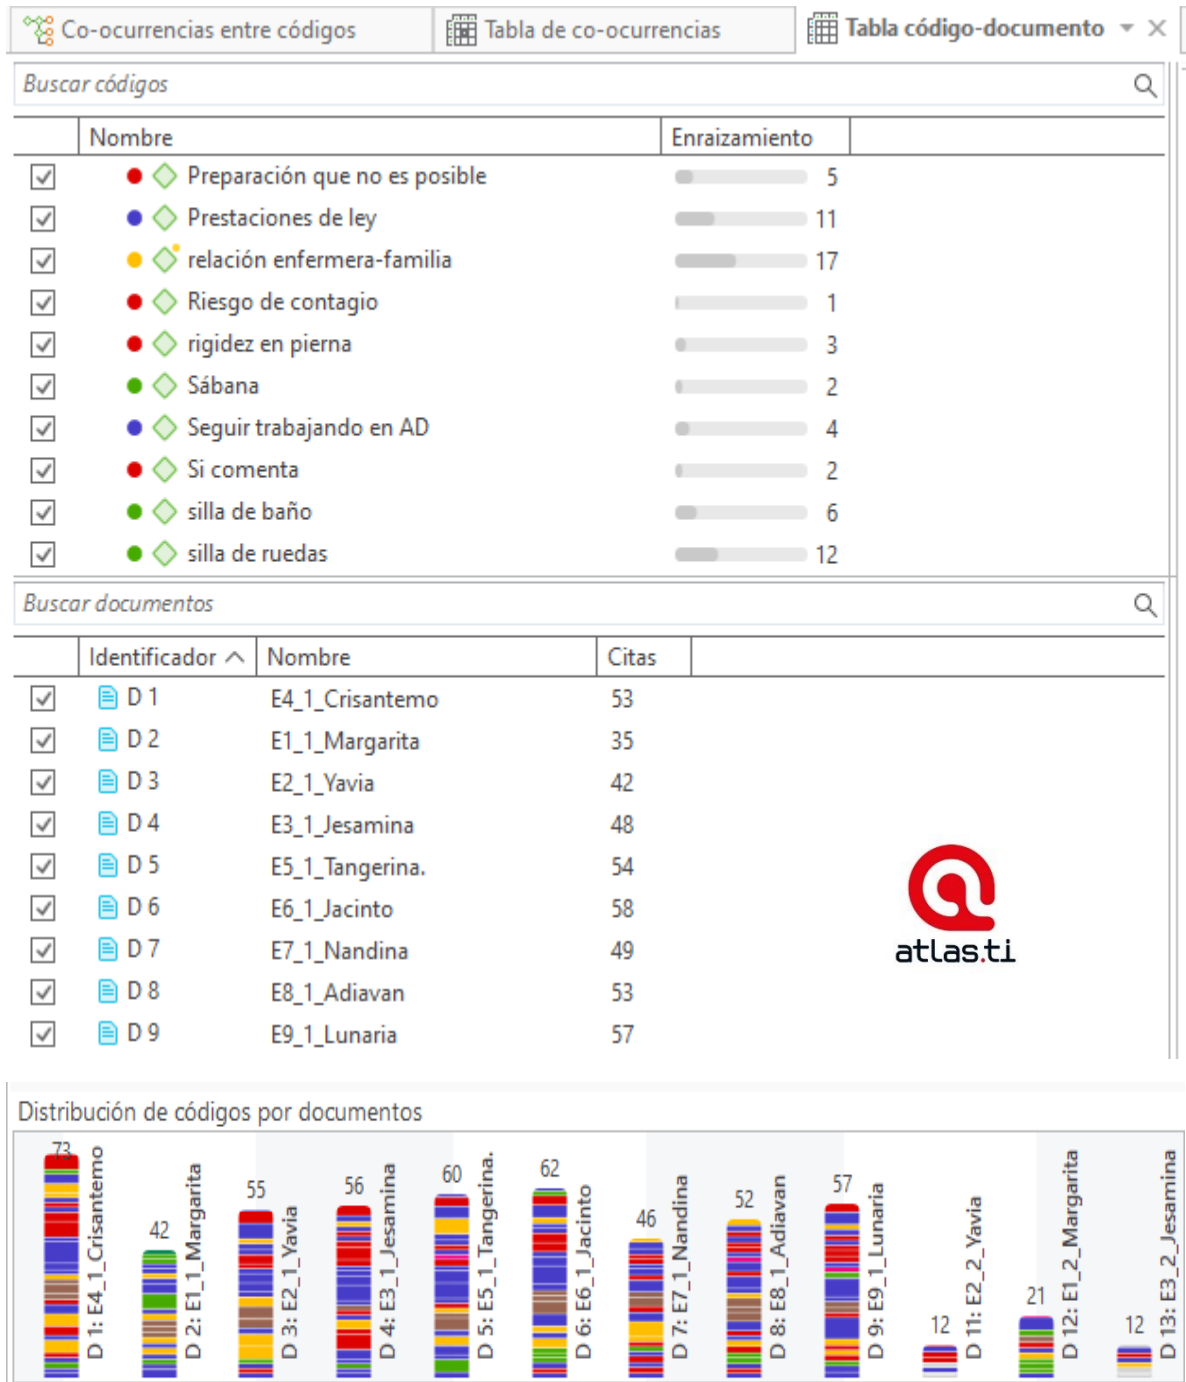 Co-ocurrencias entre códigos Tabla de co-ocurrencias Tabla código-documento
Buscar códigos
Nombre Enraizamiento
Preparación que no es posible 5
Prestaciones de ley 11
relación enfermera-familia 17
Riesgo de contagio 1
rigidez en pierna 3
Sábana 2
Seguir trabajando en AD 4
Si comenta 2
silla de baño 6
silla de ruedas 12
Buscar documentos
Identificador Nombre Citas
D 1 E4_1_Crisantemo 53
D 2 E1_1_Margarita 35
D 3 E2_1_Yavia 42
D 4 E3_1_Jesamina 48
D 5 E5_1_Tangerina. 54
D 6 E6_1_Jacinto 58
D 7 E7_1_Nandina 49
D 8 E8_1_Adiavan 53
D 9 E9_1_Lunaria 57
atlas.ti
Distribución de códigos por documentos
73
D 1: E4_1_Crisantemo
42
D 2: E1_1_Margarita
55
D 3: E2_1_Yavia
56
D 4: E3_1_Jesamina
60
D 5: E5_1_Tangerina.
62
D 6: E6_1_Jacinto
46
D 7: E7_1_Nandina
52
D 8: E8_1_Adiavan
57
D 9: E9_1_Lunaria
12
D 11: E2_2_Yavia
21
D 12: E1_2_Margarita
12
D 13: E3_2_Jesamina